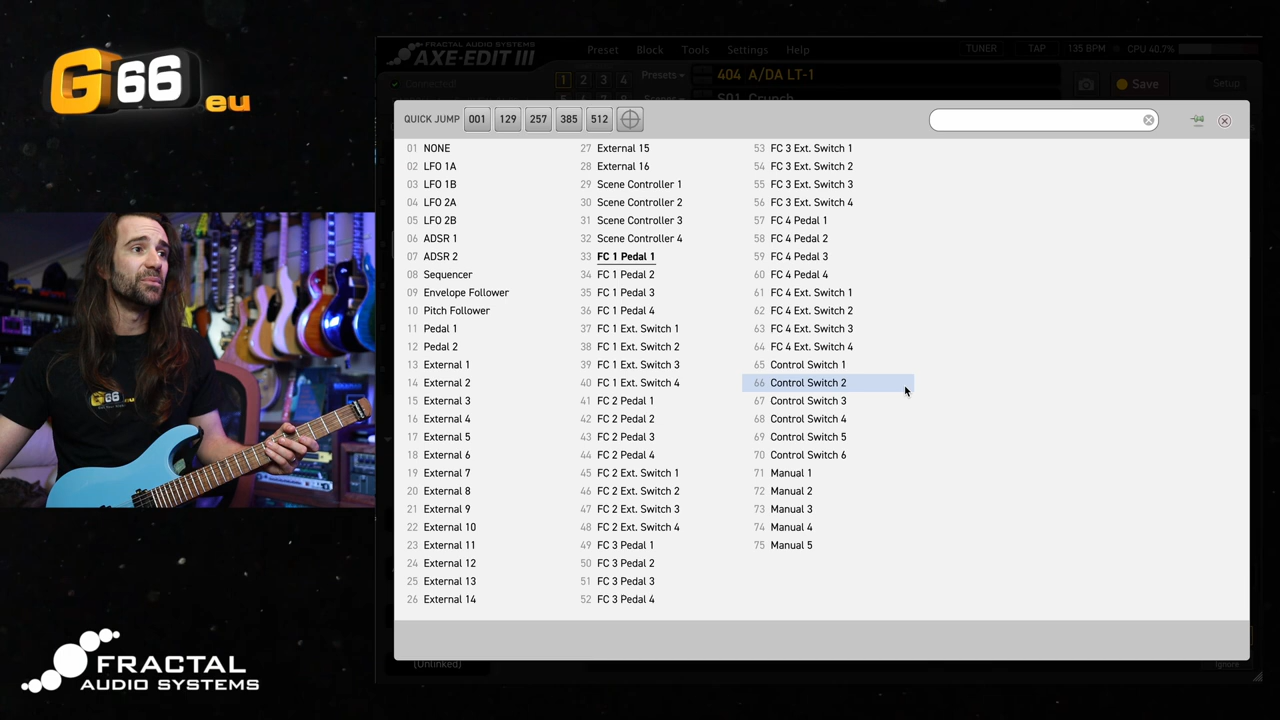 G66
.eu
FRACTAL AUDIO SYSTEMS
AXE-EDIT III
Preset Block Tools Settings Help
TUNER TAP 135 BPM CPU 40.7%
Connected!
1 2 3 4
Presets
404 A/DA LT-1
Save
Setup
S01 Crunch
QUICK JUMP 001 129 257 385 512
01 NONE
02 LFO 1A
03 LFO 1B
04 LFO 2A
05 LFO 2B
06 ADSR 1
07 ADSR 2
08 Sequencer
09 Envelope Follower
10 Pitch Follower
11 Pedal 1
12 Pedal 2
13 External 1
14 External 2
15 External 3
16 External 4
17 External 5
18 External 6
19 External 7
20 External 8
21 External 9
22 External 10
23 External 11
24 External 12
25 External 13
26 External 14
27 External 15
28 External 16
29 Scene Controller 1
30 Scene Controller 2
31 Scene Controller 3
32 Scene Controller 4
33 FC 1 Pedal 1
34 FC 1 Pedal 2
35 FC 1 Pedal 3
36 FC 1 Pedal 4
37 FC 1 Ext. Switch 1
38 FC 1 Ext. Switch 2
39 FC 1 Ext. Switch 3
40 FC 1 Ext. Switch 4
41 FC 2 Pedal 1
42 FC 2 Pedal 2
43 FC 2 Pedal 3
44 FC 2 Pedal 4
45 FC 2 Ext. Switch 1
46 FC 2 Ext. Switch 2
47 FC 2 Ext. Switch 3
48 FC 2 Ext. Switch 4
49 FC 3 Pedal 1
50 FC 3 Pedal 2
51 FC 3 Pedal 3
52 FC 3 Pedal 4
53 FC 3 Ext. Switch 1
54 FC 3 Ext. Switch 2
55 FC 3 Ext. Switch 3
56 FC 3 Ext. Switch 4
57 FC 4 Pedal 1
58 FC 4 Pedal 2
59 FC 4 Pedal 3
60 FC 4 Pedal 4
61 FC 4 Ext. Switch 1
62 FC 4 Ext. Switch 2
63 FC 4 Ext. Switch 3
64 FC 4 Ext. Switch 4
65 Control Switch 1
66 Control Switch 2
67 Control Switch 3
68 Control Switch 4
69 Control Switch 5
70 Control Switch 6
71 Manual 1
72 Manual 2
73 Manual 3
74 Manual 4
75 Manual 5
(Unlinked)
Ignore
G66
FRACTAL
AUDIO SYSTEMS